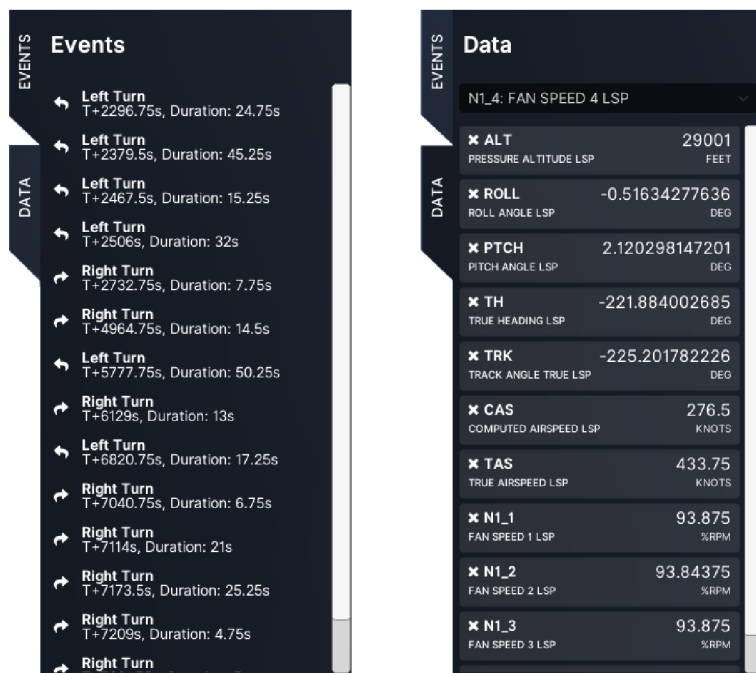 EVENTS
DATA
Events
Left Turn
T+2296.75s, Duration: 24.75s
Left Turn
T+2379.5s, Duration: 45.25s
Left Turn
T+2467.5s, Duration: 15.25s
Left Turn
T+2506s, Duration: 32s
Right Turn
T+2732.75s, Duration: 7.75s
Right Turn
T+4964.75s, Duration: 14.5s
Left Turn
T+5777.75s, Duration: 50.25s
Right Turn
T+6129s, Duration: 13s
Left Turn
T+6820.75s, Duration: 17.25s
Right Turn
T+7040.75s, Duration: 6.75s
Right Turn
T+7114s, Duration: 21s
Right Turn
T+7173.5s, Duration: 25.25s
Right Turn
T+7209s, Duration: 4.75s
Right Turn
EVENTS
DATA
Data
N1_4: FAN SPEED 4 LSP
ALT 29001
PRESSURE ALTITUDE LSP FEET
ROLL -0.51634277636
ROLL ANGLE LSP DEG
PTCH 2.120298147201
PITCH ANGLE LSP DEG
TH -221.884002685
TRUE HEADING LSP DEG
TRK -225.201782226
TRACK ANGLE TRUE LSP DEG
CAS 276.5
COMPUTED AIRSPEED LSP KNOTS
TAS 433.75
TRUE AIRSPEED LSP KNOTS
N1_1 93.875
FAN SPEED 1 LSP %RPM
N1_2 93.84375
FAN SPEED 2 LSP %RPM
N1_3 93.875
FAN SPEED 3 LSP %RPM